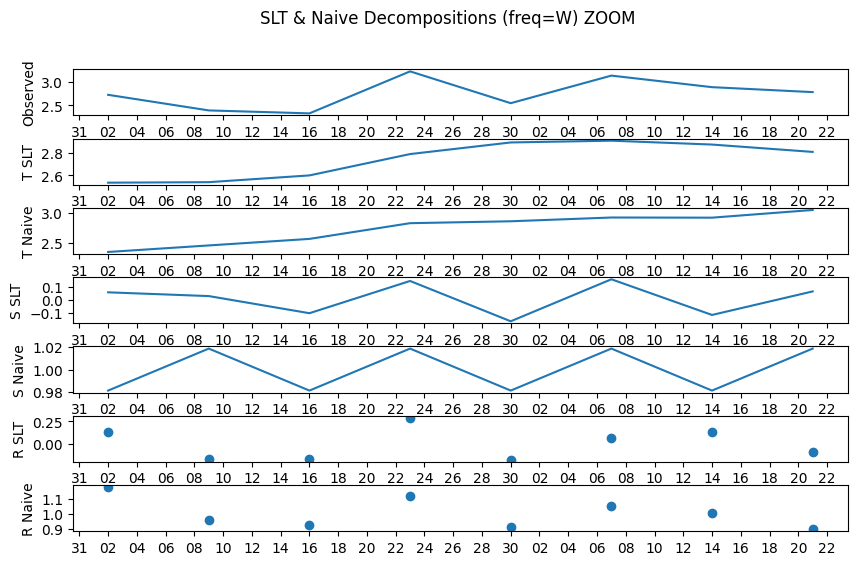 SLT & Naive Decompositions (freq=W) ZOOM
Observed
3.0
2.5
31 02 04 06 08 10 12 14 16 18 20 22 24 26 28 30 02 04 06 08 10 12 14 16 18 20 22
T SLT
2.8
2.6
31 02 04 06 08 10 12 14 16 18 20 22 24 26 28 30 02 04 06 08 10 12 14 16 18 20 22
T Naive
3.0
2.5
31 02 04 06 08 10 12 14 16 18 20 22 24 26 28 30 02 04 06 08 10 12 14 16 18 20 22
S SLT
0.1
0.0
−0.1
31 02 04 06 08 10 12 14 16 18 20 22 24 26 28 30 02 04 06 08 10 12 14 16 18 20 22
S Naive
1.02
1.00
0.98
31 02 04 06 08 10 12 14 16 18 20 22 24 26 28 30 02 04 06 08 10 12 14 16 18 20 22
R SLT
0.25
0.00
31 02 04 06 08 10 12 14 16 18 20 22 24 26 28 30 02 04 06 08 10 12 14 16 18 20 22
R Naive
1.1
1.0
0.9
31 02 04 06 08 10 12 14 16 18 20 22 24 26 28 30 02 04 06 08 10 12 14 16 18 20 22